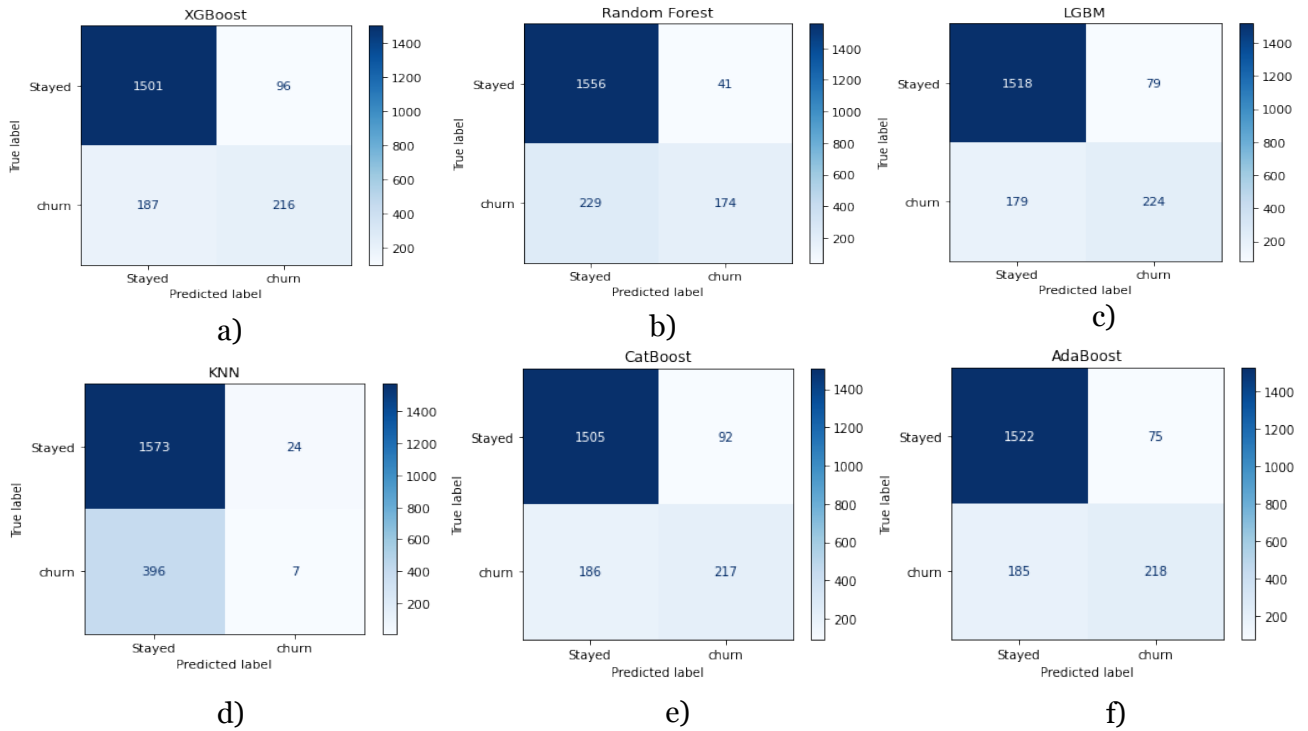 XGBoost
Stayed
churn
True label
1501
96
187
216
1400
1200
1000
800
600
400
200
Stayed
churn
Predicted label
a)
Random Forest
Stayed
churn
True label
1556
41
229
174
1400
1200
1000
800
600
400
200
Stayed
churn
Predicted label
b)
LGBM
Stayed
churn
True label
1518
79
179
224
1400
1200
1000
800
600
400
200
Stayed
churn
Predicted label
c)
KNN
Stayed
churn
True label
1573
24
396
7
1400
1200
1000
800
600
400
200
Stayed
churn
Predicted label
d)
CatBoost
Stayed
churn
True label
1505
92
186
217
1400
1200
1000
800
600
400
200
Stayed
churn
Predicted label
e)
AdaBoost
Stayed
churn
True label
1522
75
185
218
1400
1200
1000
800
600
400
200
Stayed
churn
Predicted label
f)